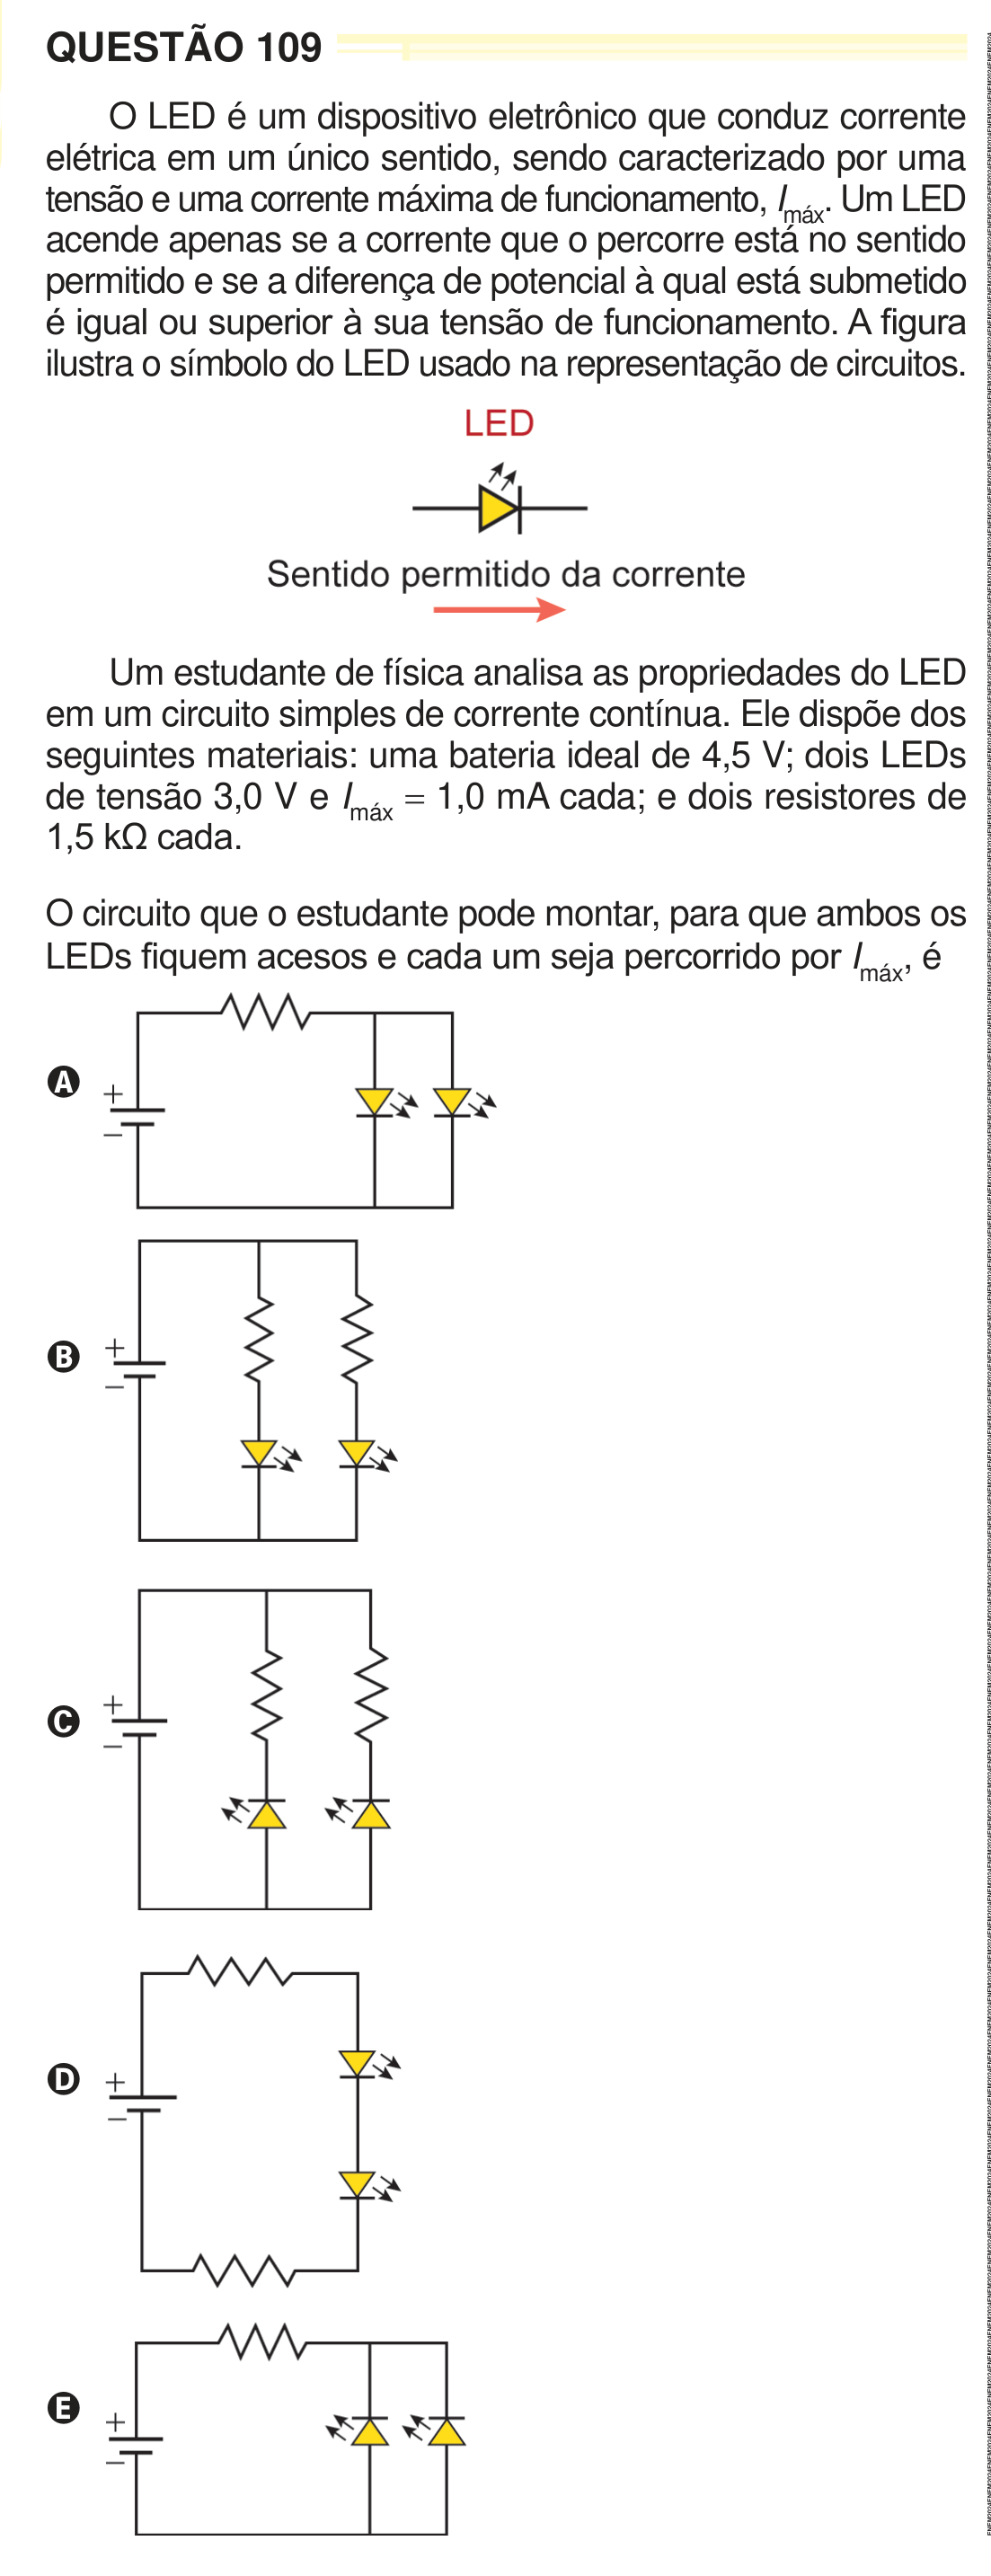 QUESTÃO 109
O LED é um dispositivo eletrônico que conduz corrente
elétrica em um único sentido, sendo caracterizado por uma
tensão e uma corrente máxima de funcionamento, Imáx. Um LED
acende apenas se a corrente que o percorre está no sentido
permitido e se a diferença de potencial à qual está submetido
é igual ou superior à sua tensão de funcionamento. A figura
ilustra o símbolo do LED usado na representação de circuitos.
LED
Sentido permitido da corrente
Um estudante de física analisa as propriedades do LED
em um circuito simples de corrente contínua. Ele dispõe dos
seguintes materiais: uma bateria ideal de 4,5 V; dois LEDs
de tensão 3,0 V e Imáx = 1,0 mA cada; e dois resistores de
1,5 kΩ cada.
O circuito que o estudante pode montar, para que ambos os
LEDs fiquem acesos e cada um seja percorrido por Imáx, é
A
+
–
B
+
–
C
+
–
D
+
–
E
+
–